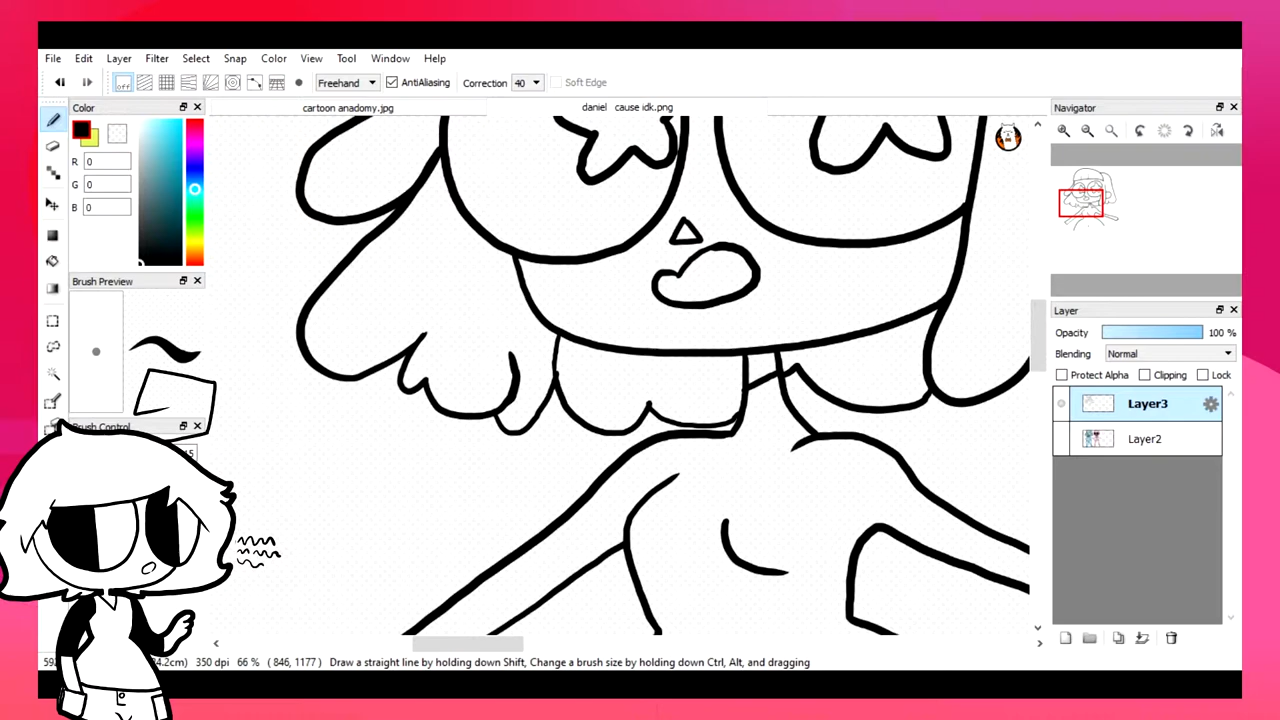 File Edit Layer Filter Select Snap Color View Tool Window Help
off Freehand AntiAliasing Correction 40 Soft Edge
Color
cartoon anadomy.jpg
daniel cause idk.png
Navigator
R 0
G 0
B 0
Brush Preview
Layer
Opacity 100 %
Blending Normal
Protect Alpha Clipping Lock
Layer3
Layer2
Brush Control
350 dpi 66 % ( 846, 1177 ) Draw a straight line by holding down Shift, Change a brush size by holding down Ctrl, Alt, and dragging